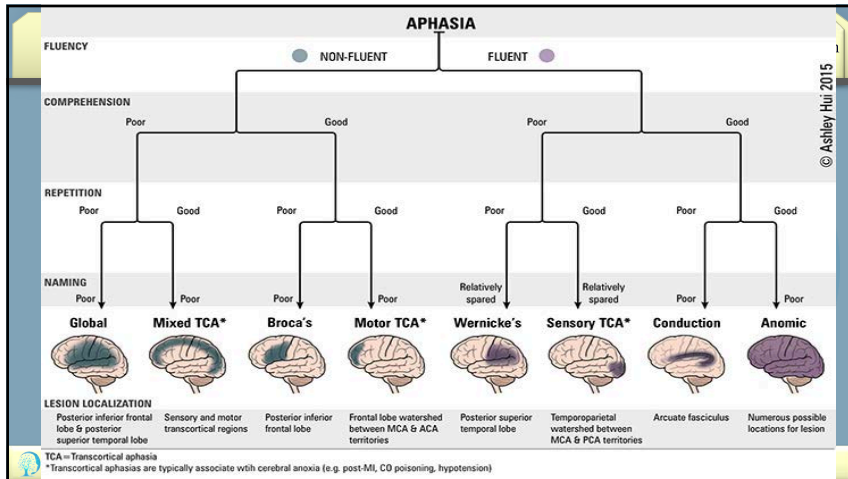 APHASIA
FLUENCY
NON-FLUENT FLUENT
COMPREHENSION
Poor Good Poor Good
REPETITION
Poor Good Poor Good Poor Good Poor Good
NAMING
Poor Poor Poor Poor Relatively spared Relatively spared Poor Poor
Global Mixed TCA* Broca's Motor TCA* Wernicke's Sensory TCA* Conduction Anomic
LESION LOCALIZATION
Posterior inferior frontal
lobe & posterior
superior temporal lobe
Sensory and motor
transcortical regions
Posterior inferior
frontal lobe
Frontal lobe watershed
between MCA & ACA
territories
Posterior superior
temporal lobe
Temporoparietal
watershed between
MCA & PCA territories
Arcuate fasciculus
Numerous possible
locations for lesion
TCA=Transcortical aphasia
*Transcortical aphasias are typically associate wtih cerebral anoxia (e.g. post-MI, CO poisoning, hypotension)
© Ashley Hui 2015